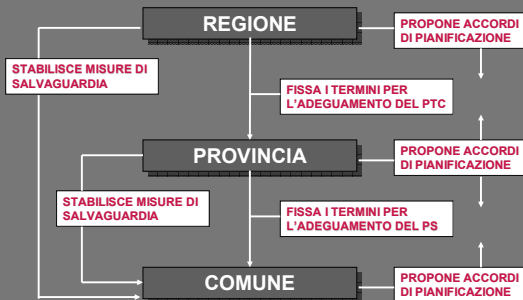 REGIONE
PROPONE ACCORDI
DI PIANIFICAZIONE
STABILISCE MISURE DI
SALVAGUARDIA
FISSA I TERMINI PER
L'ADEGUAMENTO DEL PTC
PROVINCIA
PROPONE ACCORDI
DI PIANIFICAZIONE
STABILISCE MISURE DI
SALVAGUARDIA
FISSA I TERMINI PER
L'ADEGUAMENTO DEL PS
COMUNE
PROPONE ACCORDI
DI PIANIFICAZIONE